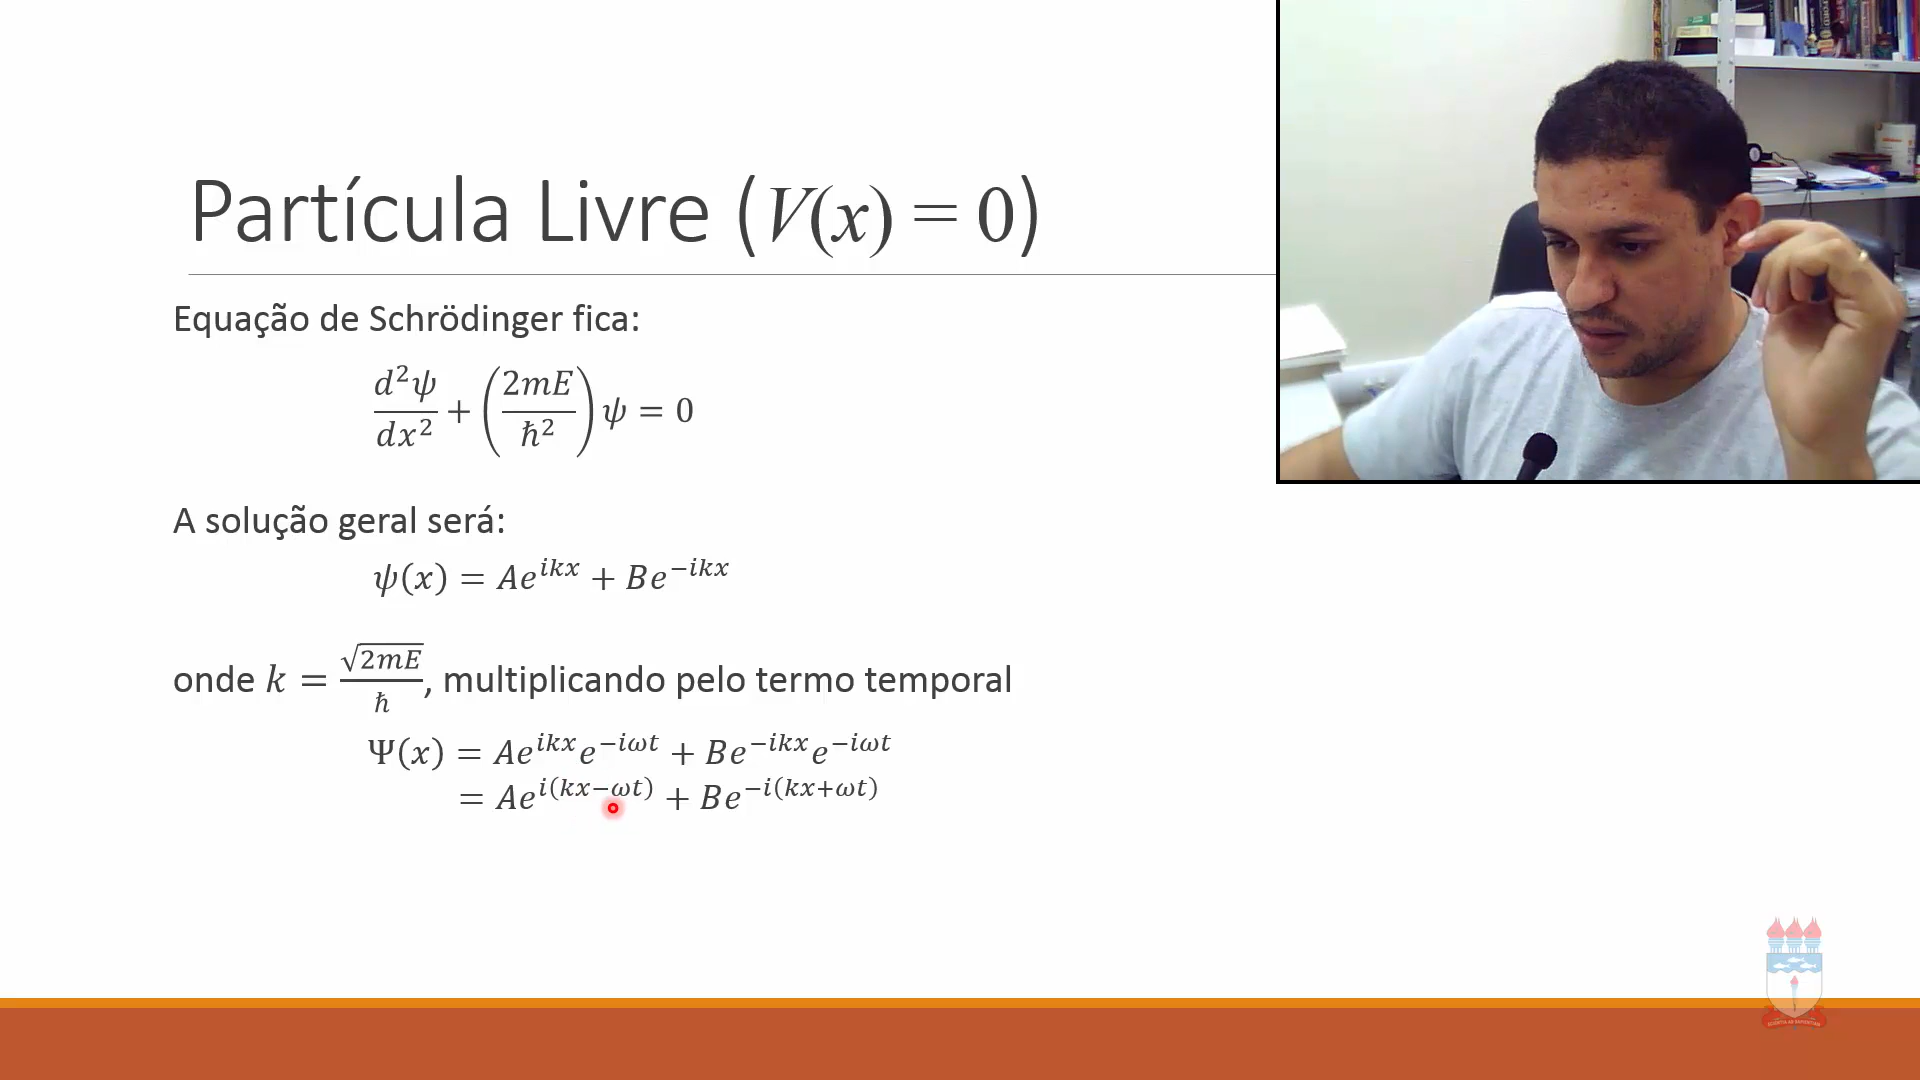 Partícula Livre (V(x) = 0)
Equação de Schrödinger fica:
d²ψ/dx² + (2mE/ħ²)ψ = 0
A solução geral será:
ψ(x) = Ae^{ikx} + Be^{−ikx}
onde k = √2mE/ħ, multiplicando pelo termo temporal
Ψ(x) = Ae^{ikx}e^{−iωt} + Be^{−ikx}e^{−iωt}
= Ae^{i(kx−ωt)} + Be^{−i(kx+ωt)}